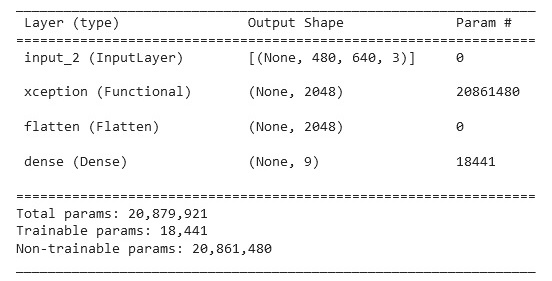 Layer (type) Output Shape Param #
input_2 (InputLayer) [(None, 480, 640, 3)] 0
xception (Functional) (None, 2048) 20861480
flatten (Flatten) (None, 2048) 0
dense (Dense) (None, 9) 18441
Total params: 20,879,921
Trainable params: 18,441
Non-trainable params: 20,861,480